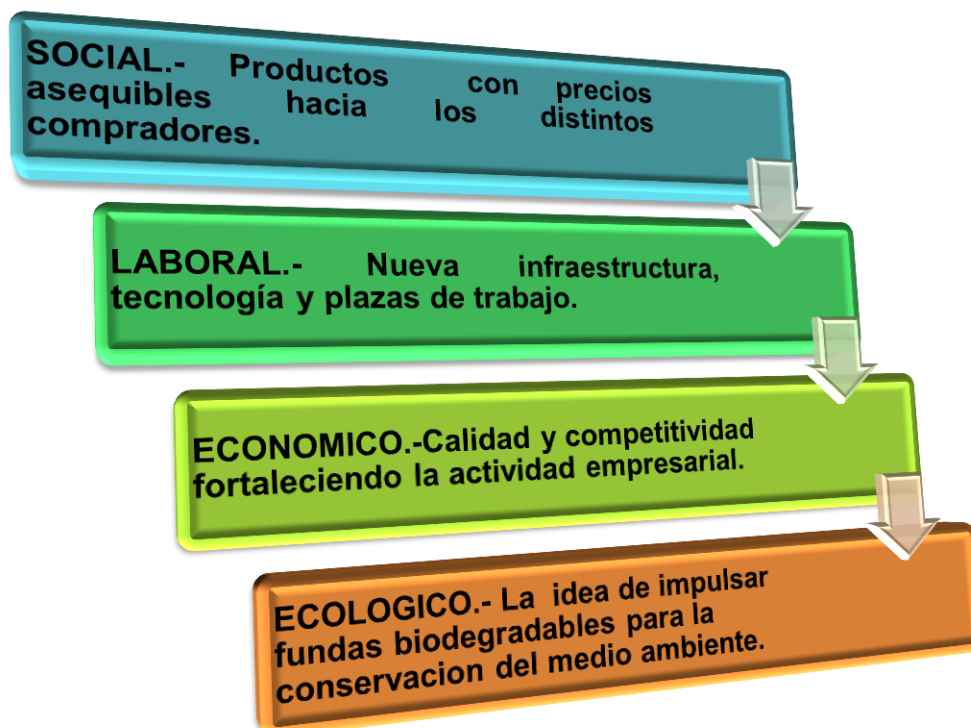 SOCIAL.- Productos con precios
asequibles hacia los distintos
compradores.
LABORAL.- Nueva infraestructura,
tecnología y plazas de trabajo.
ECONOMICO.-Calidad y competitividad
fortaleciendo la actividad empresarial.
ECOLOGICO.- La idea de impulsar
fundas biodegradables para la
conservacion del medio ambiente.